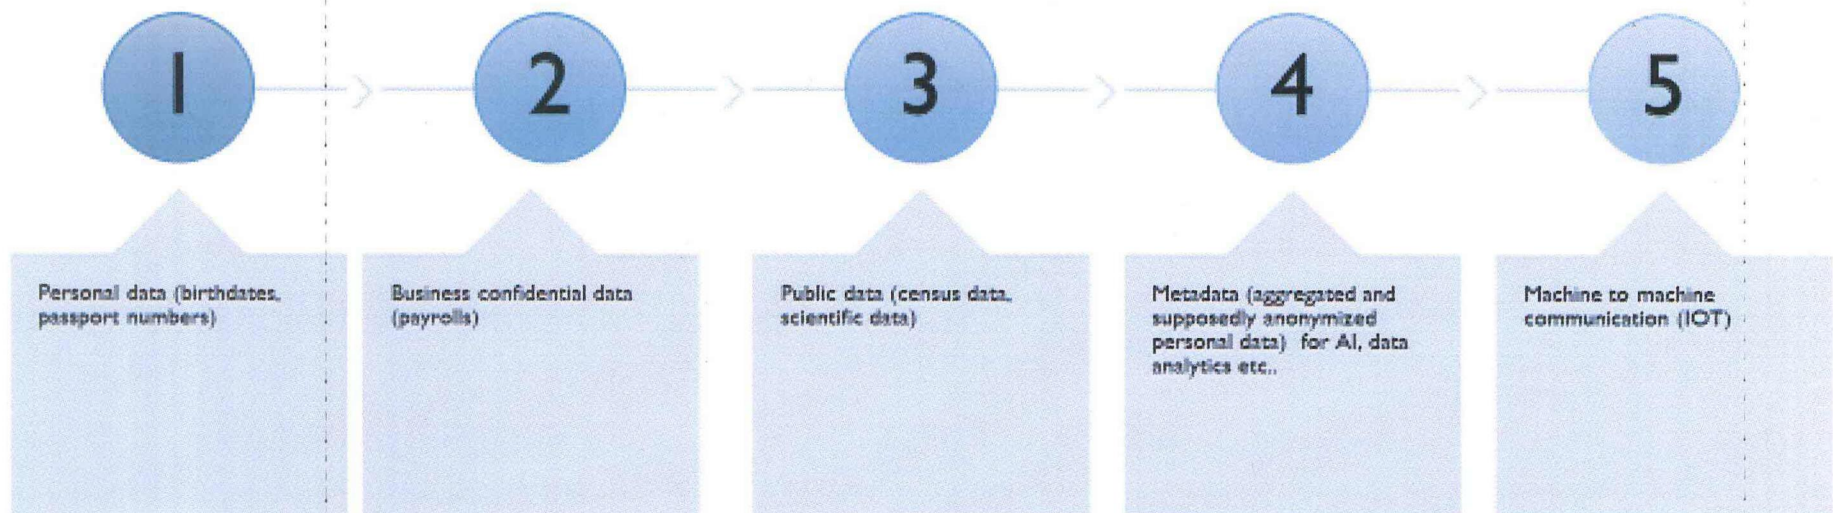 1
2
3
4
5
Personal data (birthdates,
passport numbers)
Business confidential data
(payrolls)
Public data (census data,
scientific data)
Metadata (aggregated and
supposedly anonymized
personal data) for AI, data
analytics etc..
Machine to machine
communication (IOT)